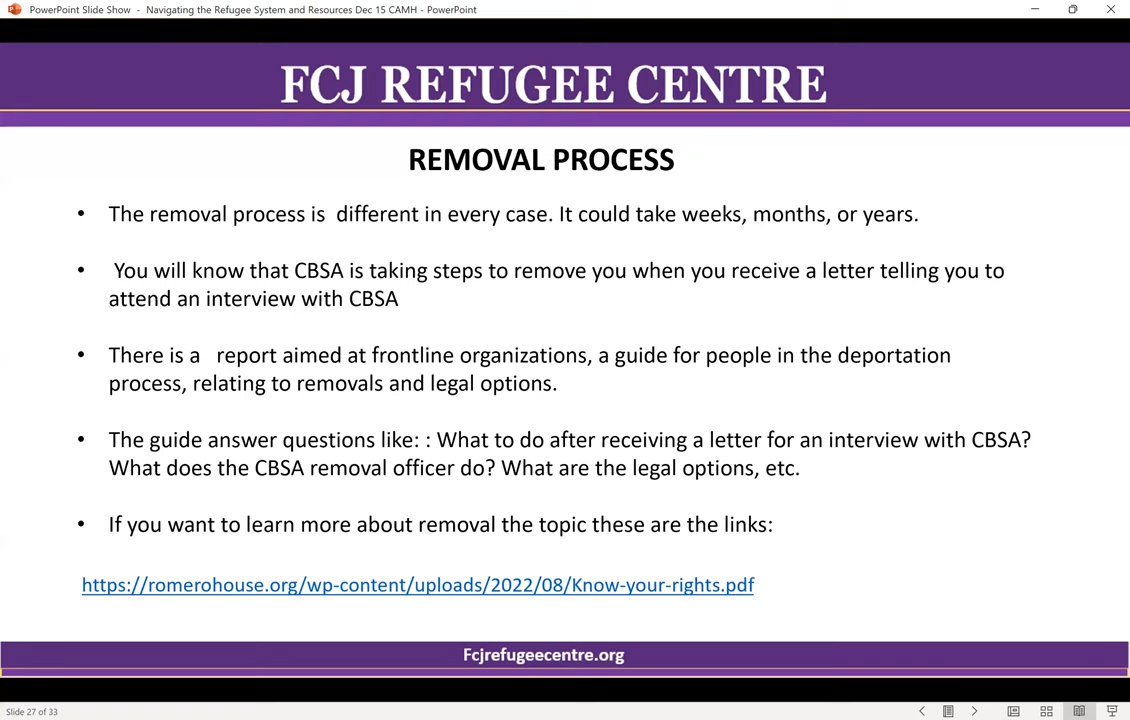 PowerPoint Slide Show - Navigating the Refugee System and Resources Dec 15 CAMH - PowerPoint
FCJ REFUGEE CENTRE
REMOVAL PROCESS
• The removal process is different in every case. It could take weeks, months, or years.
• You will know that CBSA is taking steps to remove you when you receive a letter telling you to
attend an interview with CBSA
• There is a report aimed at frontline organizations, a guide for people in the deportation
process, relating to removals and legal options.
• The guide answer questions like: : What to do after receiving a letter for an interview with CBSA?
What does the CBSA removal officer do? What are the legal options, etc.
• If you want to learn more about removal the topic these are the links:
https://romerohouse.org/wp-content/uploads/2022/08/Know-your-rights.pdf
Fcjrefugeecentre.org
Slide 27 of 33